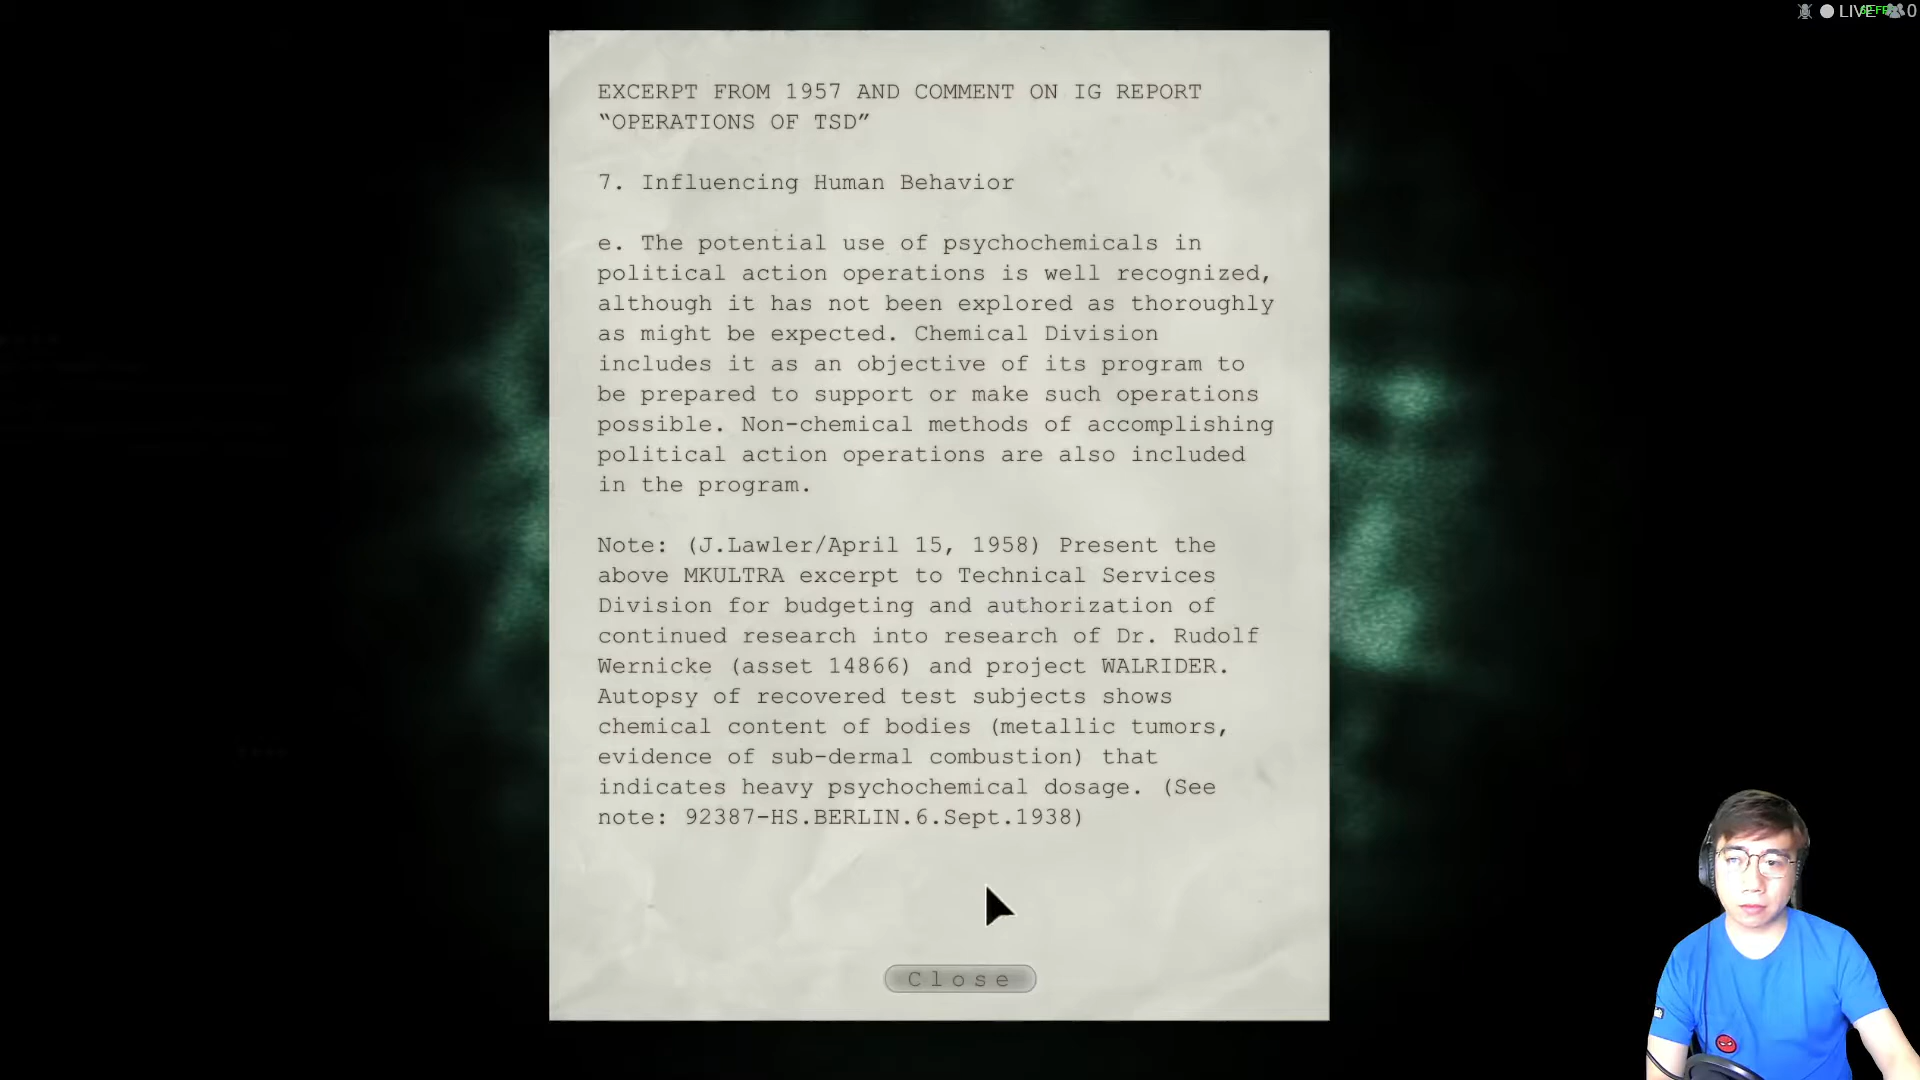 LIVE 0
EXCERPT FROM 1957 AND COMMENT ON IG REPORT
“OPERATIONS OF TSD”
7. Influencing Human Behavior
e. The potential use of psychochemicals in
political action operations is well recognized,
although it has not been explored as thoroughly
as might be expected. Chemical Division
includes it as an objective of its program to
be prepared to support or make such operations
possible. Non-chemical methods of accomplishing
political action operations are also included
in the program.
Note: (J.Lawler/April 15, 1958) Present the
above MKULTRA excerpt to Technical Services
Division for budgeting and authorization of
continued research into research of Dr. Rudolf
Wernicke (asset 14866) and project WALRIDER.
Autopsy of recovered test subjects shows
chemical content of bodies (metallic tumors,
evidence of sub-dermal combustion) that
indicates heavy psychochemical dosage. (See
note: 92387-HS.BERLIN.6.Sept.1938)
Close